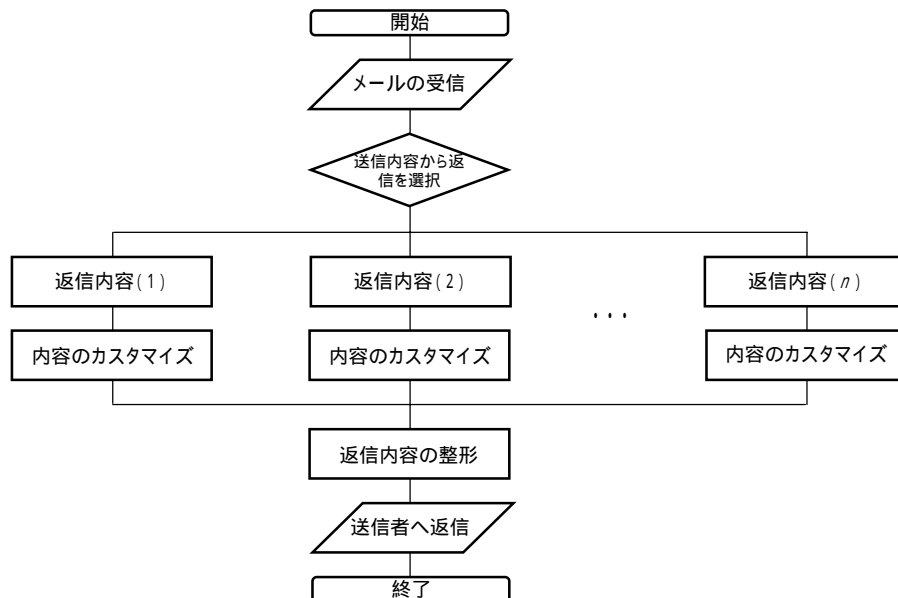 開始
メールの受信
送信内容から返
信を選択
返信内容(1)
返信内容(2)
返信内容(n)
...
内容のカスタマイズ
内容のカスタマイズ
内容のカスタマイズ
返信内容の整形
送信者へ返信
終了